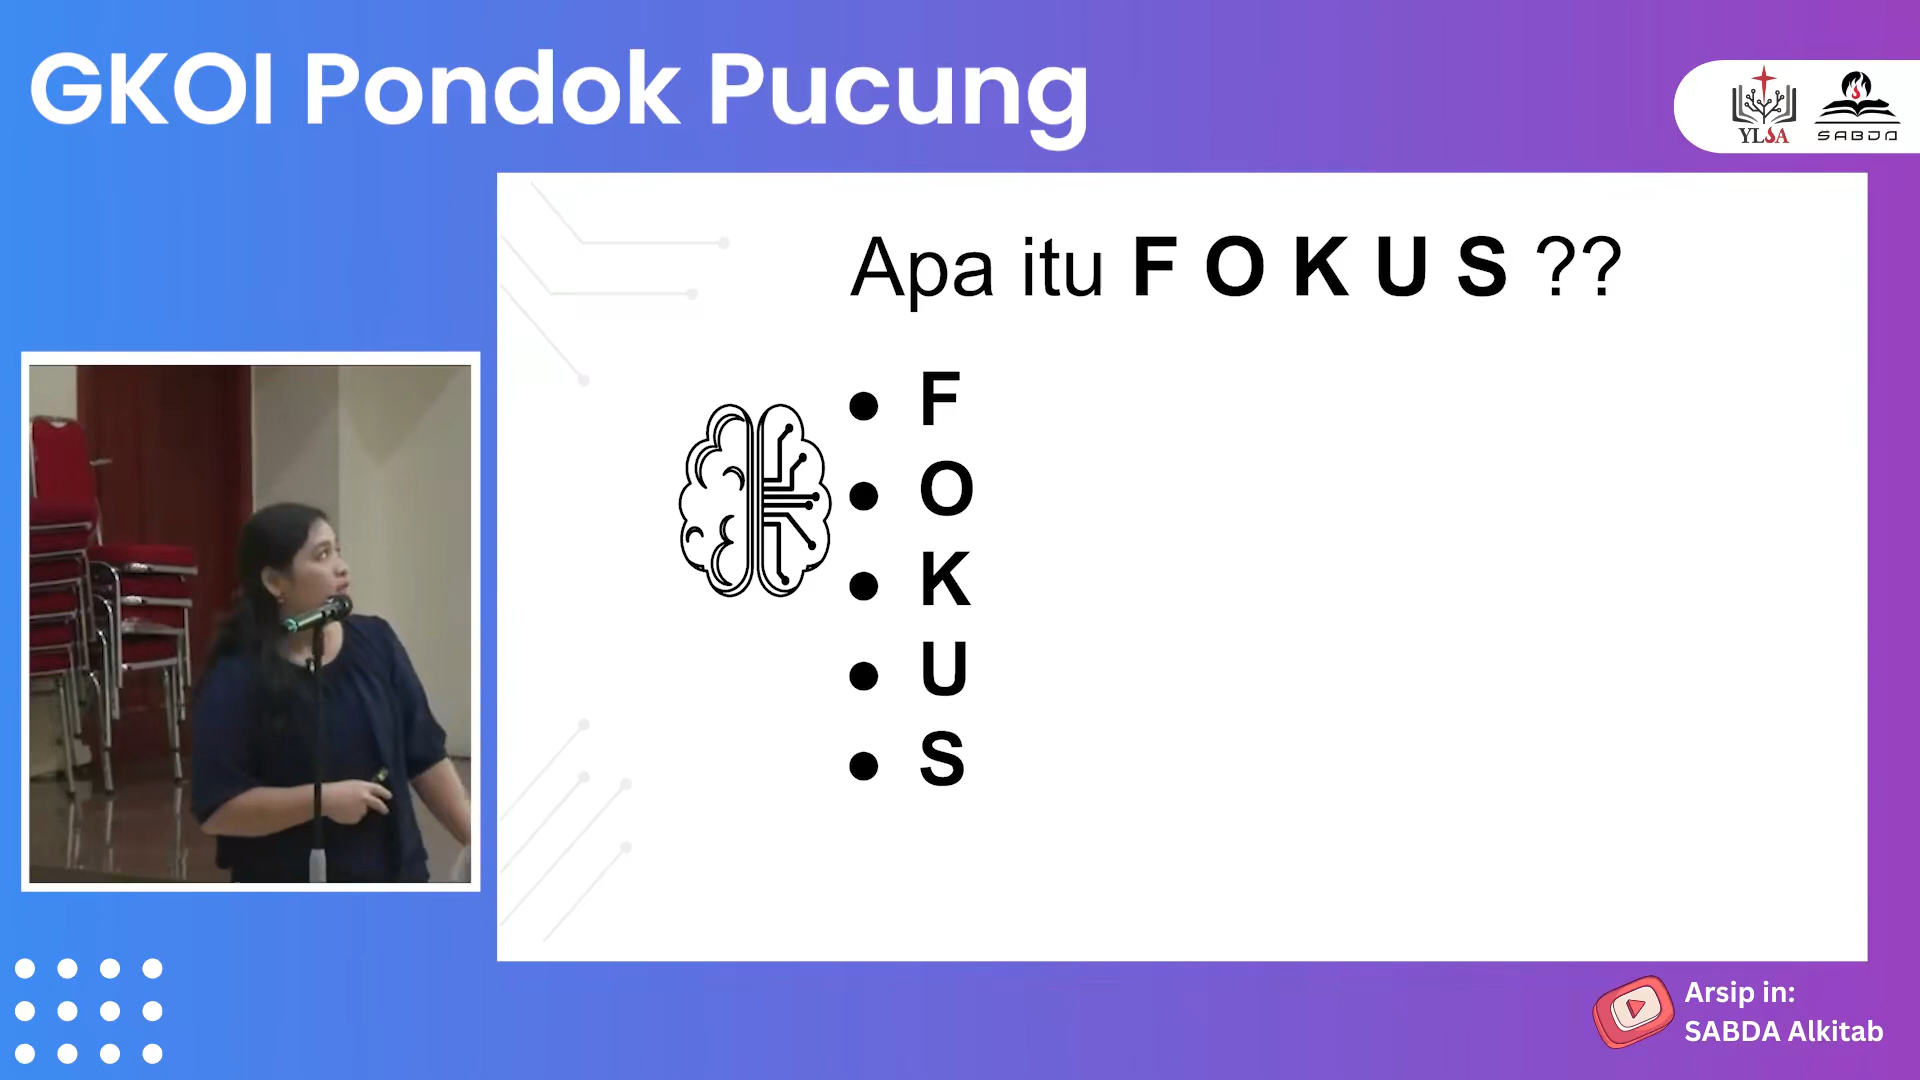 GKOI Pondok Pucung
YLSA
SABDA
Apa itu F O K U S ??
● F
● O
● K
● U
● S
Arsip in:
SABDA Alkitab